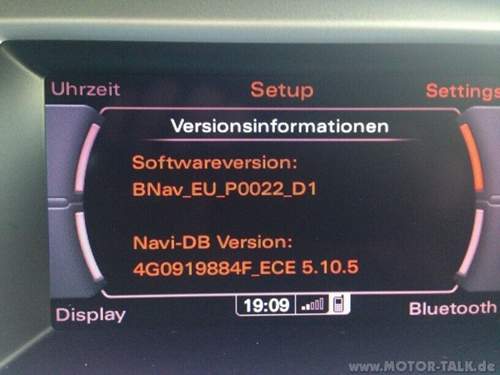 Uhrzeit Setup Settings
Versionsinformationen
Softwareversion:
BNav_EU_P0022_D1
Navi-DB Version:
4G0919884F_ECE 5.10.5
19:09
Display Bluetooth
www.MOTOR-TALK.de